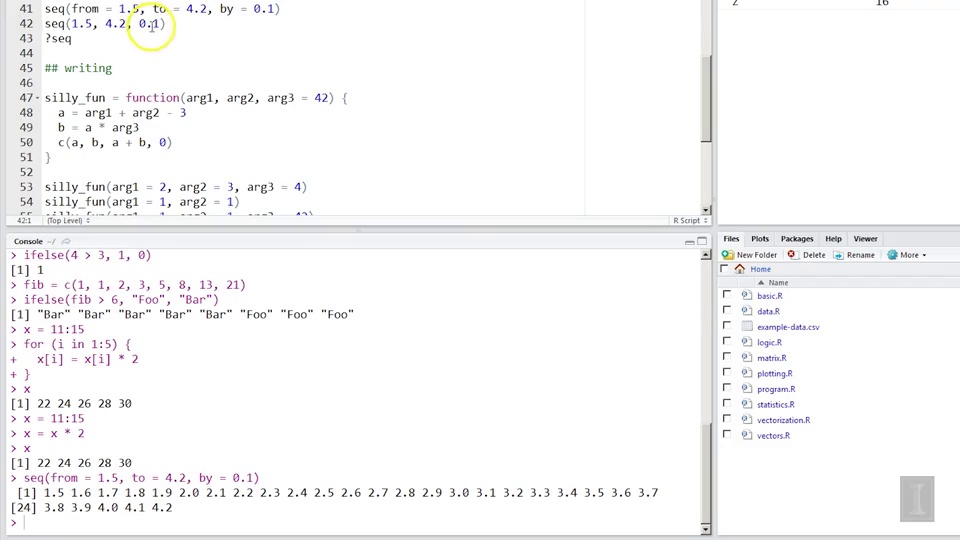 41 seq(from = 1.5, to = 4.2, by = 0.1)
42 seq(1.5, 4.2, 0.1)
43 ?seq
44
45 ## writing
46
47 silly_fun = function(arg1, arg2, arg3 = 42) {
48 a = arg1 + arg2 - 3
49 b = a * arg3
50 c(a, b, a + b, 0)
51 }
52
53 silly_fun(arg1 = 2, arg2 = 3, arg3 = 4)
54 silly_fun(arg1 = 1, arg2 = 1)
42:1 (Top Level) R Script
Console ~/
> ifelse(4 > 3, 1, 0)
[1] 1
> fib = c(1, 1, 2, 3, 5, 8, 13, 21)
> ifelse(fib > 6, "Foo", "Bar")
[1] "Bar" "Bar" "Bar" "Bar" "Bar" "Foo" "Foo" "Foo"
> x = 11:15
> for (i in 1:5) {
+ x[i] = x[i] * 2
+ }
> x
[1] 22 24 26 28 30
> x = 11:15
> x = x * 2
> x
[1] 22 24 26 28 30
> seq(from = 1.5, to = 4.2, by = 0.1)
[1] 1.5 1.6 1.7 1.8 1.9 2.0 2.1 2.2 2.3 2.4 2.5 2.6 2.7 2.8 2.9 3.0 3.1 3.2 3.3 3.4 3.5 3.6 3.7
[24] 3.8 3.9 4.0 4.1 4.2
>
2 16
Files Plots Packages Help Viewer
New Folder Delete Rename More
Home
Name
basic.R
data.R
example-data.csv
logic.R
matrix.R
plotting.R
program.R
statistics.R
vectorization.R
vectors.R
I